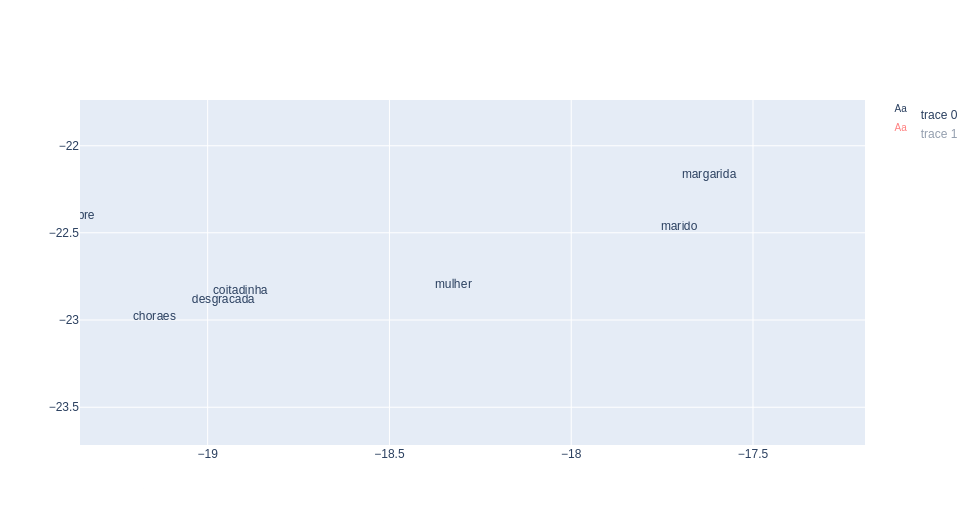 Aa trace 0
Aa trace 1
−22
margarida
ore
marido
−22.5
mulher
coitadinha
desgracada
choraes
−23
−23.5
−19 −18.5 −18 −17.5